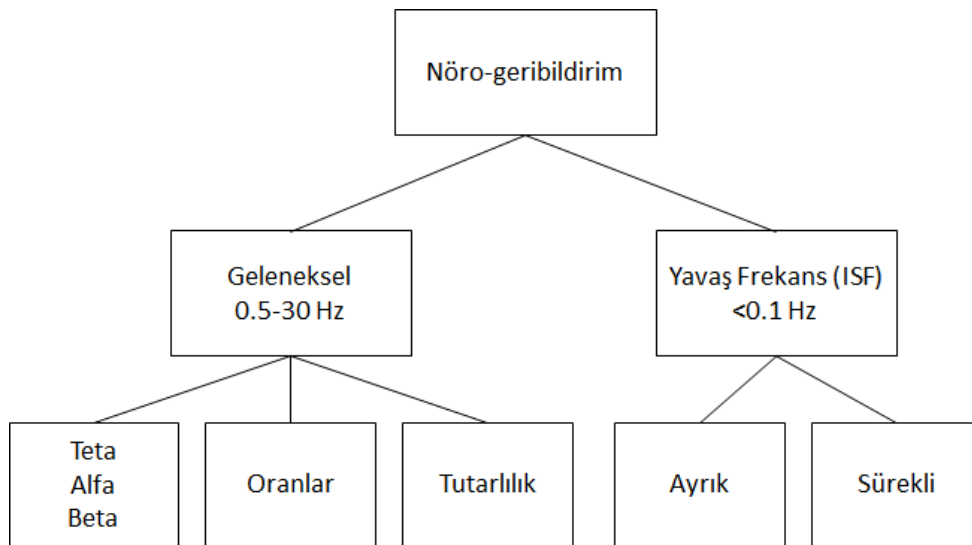 Nöro-geribildirim
Geleneksel
0.5-30 Hz
Yavaş Frekans (ISF)
<0.1 Hz
Teta
Alfa
Beta
Oranlar
Tutarlılık
Ayrık
Sürekli